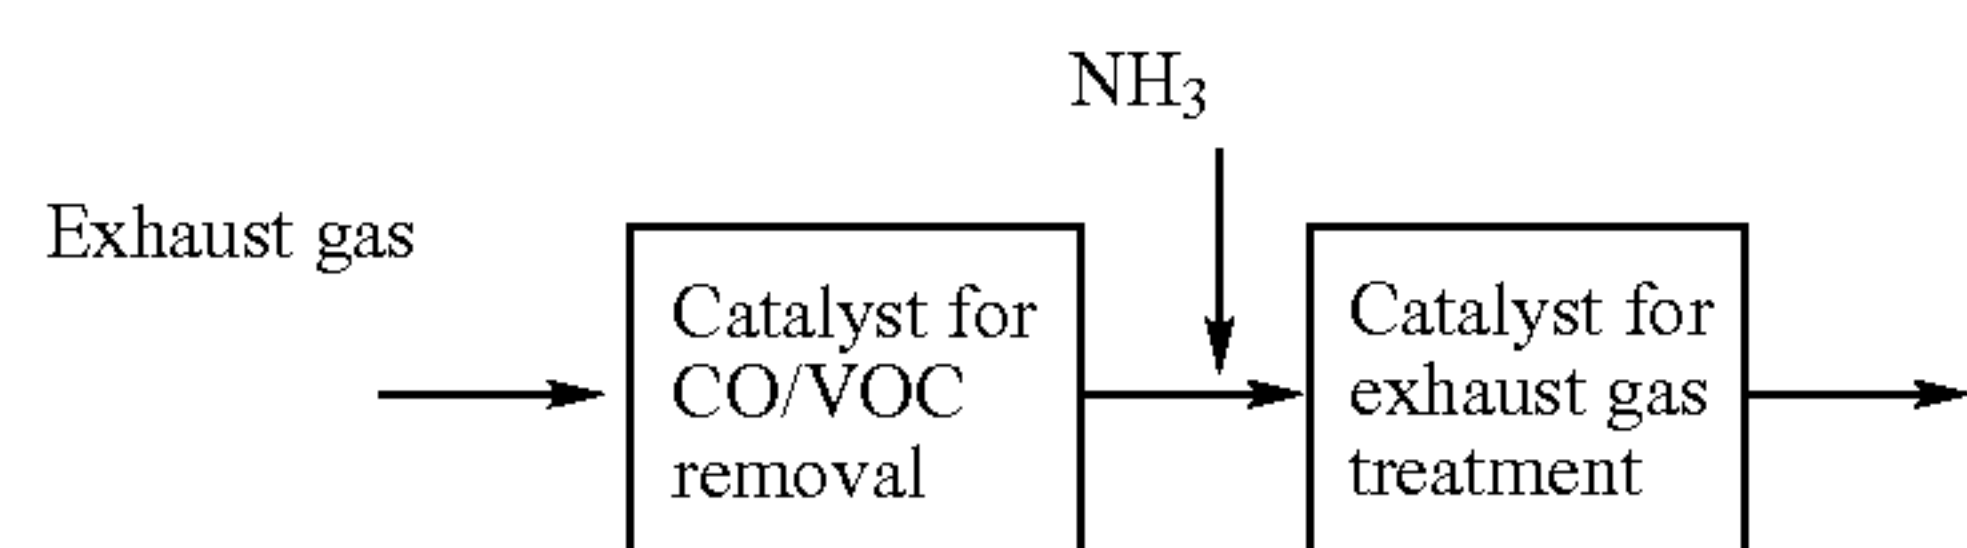 NH₃
Exhaust gas
Catalyst for
CO/VOC
removal
Catalyst for
exhaust gas
treatment